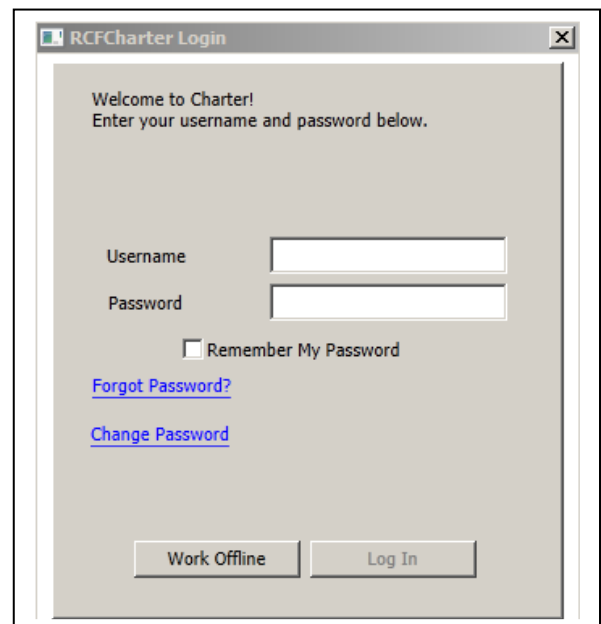 RCFCharter Login
Welcome to Charter!
Enter your username and password below.
Username
Password
Remember My Password
Forgot Password?
Change Password
Work Offline Log In